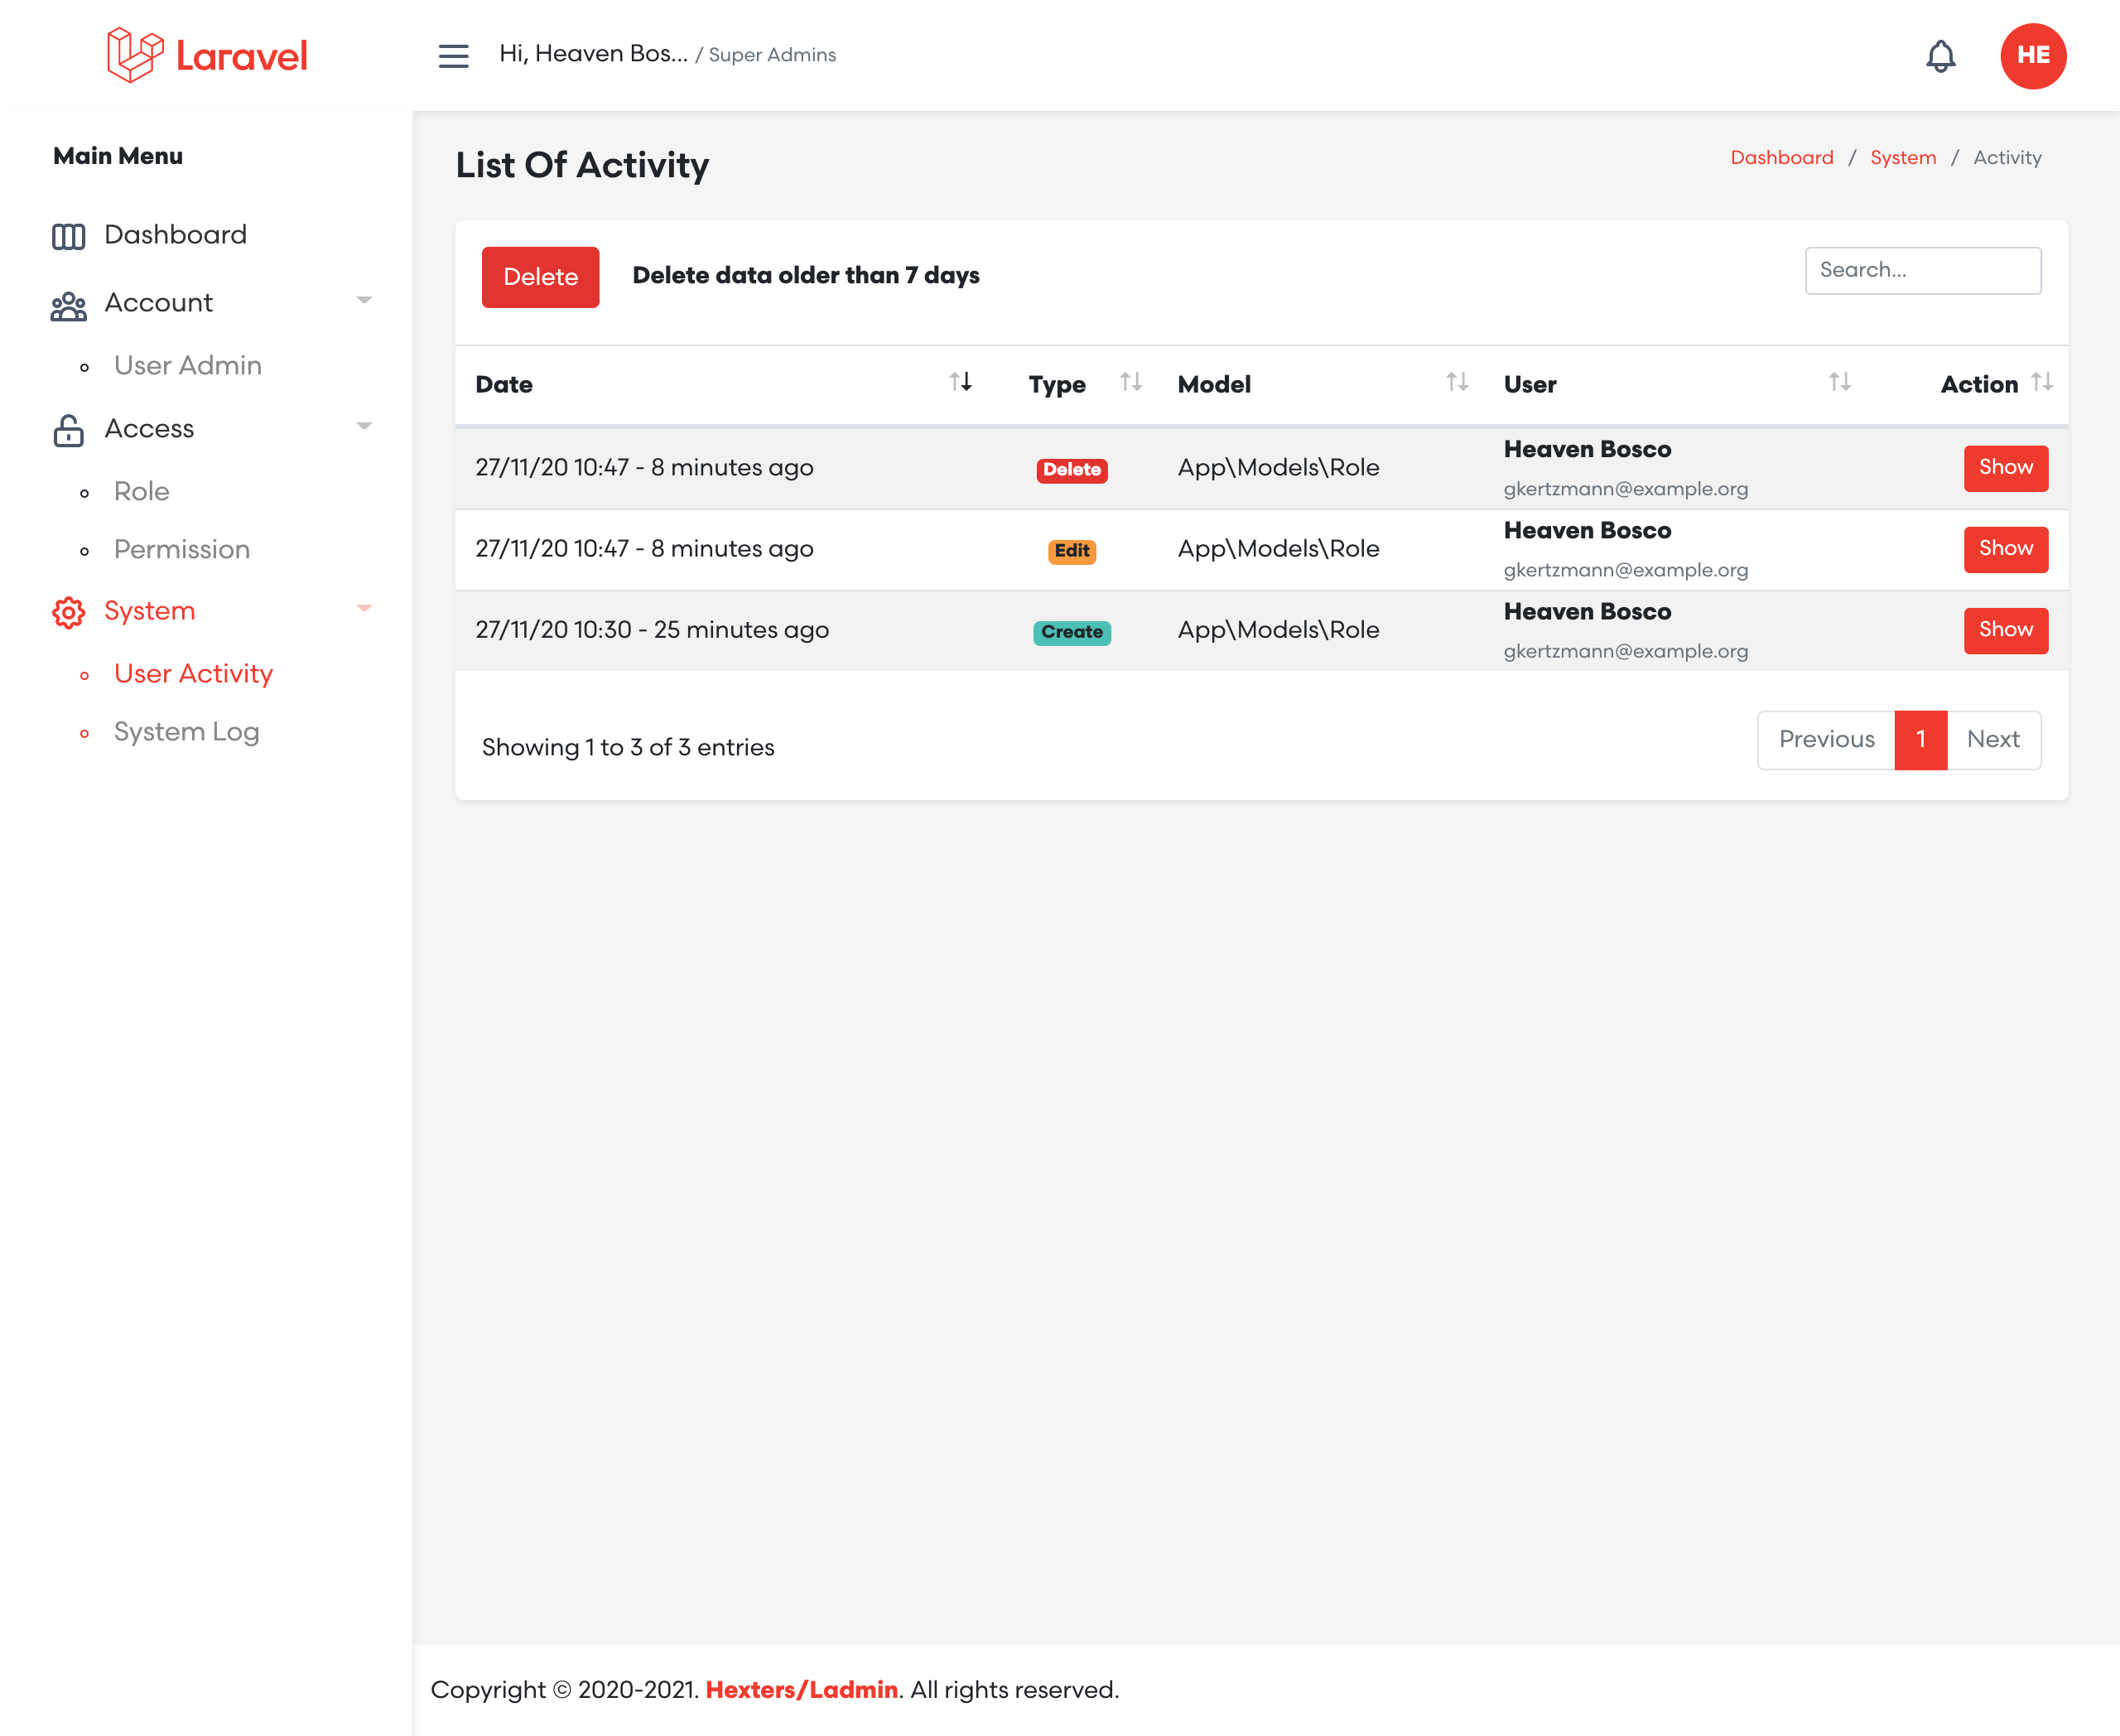 Laravel
Hi, Heaven Bos... / Super Admins
HE
Main Menu
Dashboard
Account
User Admin
Access
Role
Permission
System
User Activity
System Log
List Of Activity
Dashboard / System / Activity
Delete
Delete data older than 7 days
Search...
Date Type Model User Action
27/11/20 10:47 - 8 minutes ago Delete App\Models\Role Heaven Bosco Show
gkertzmann@example.org
27/11/20 10:47 - 8 minutes ago Edit App\Models\Role Heaven Bosco Show
gkertzmann@example.org
27/11/20 10:30 - 25 minutes ago Create App\Models\Role Heaven Bosco Show
gkertzmann@example.org
Showing 1 to 3 of 3 entries
Previous 1 Next
Copyright © 2020-2021. Hexters/Ladmin. All rights reserved.